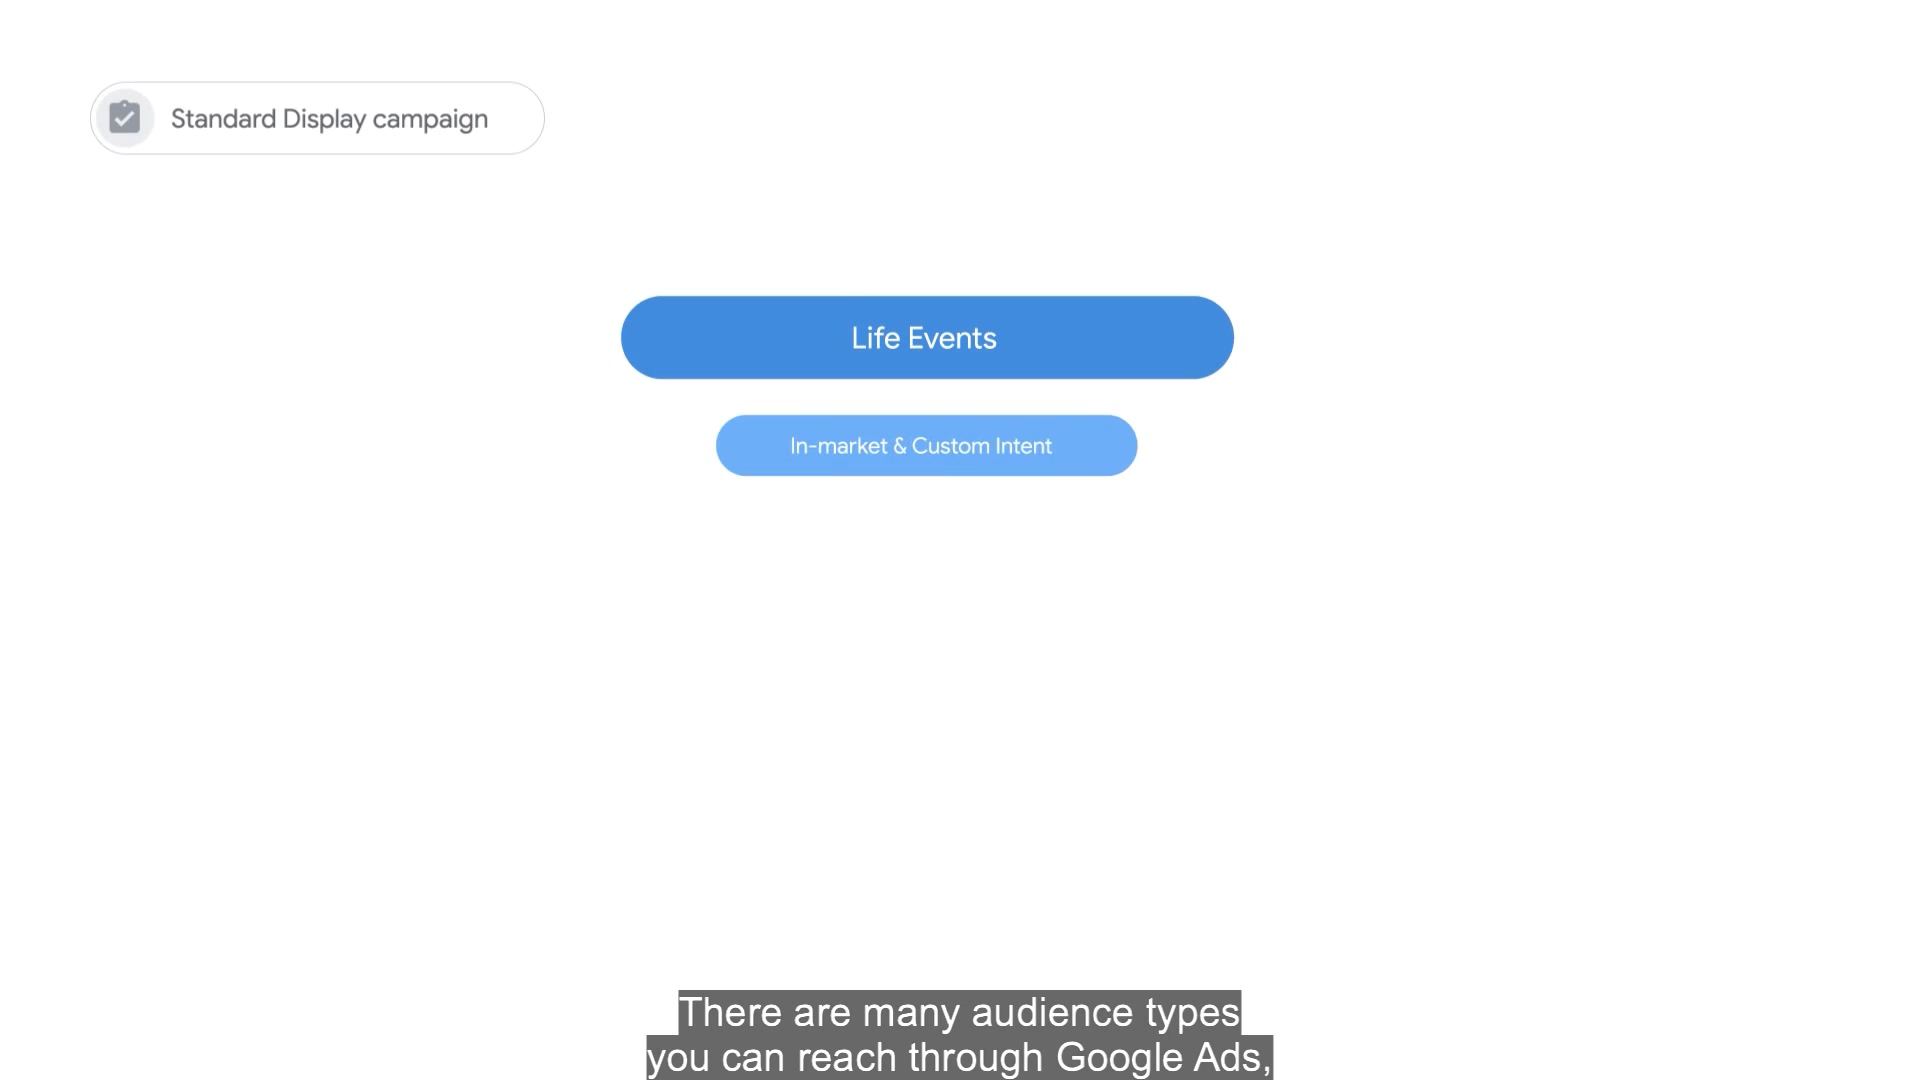 Standard Display campaign
Life Events
In-market & Custom Intent
There are many audience types
you can reach through Google Ads,